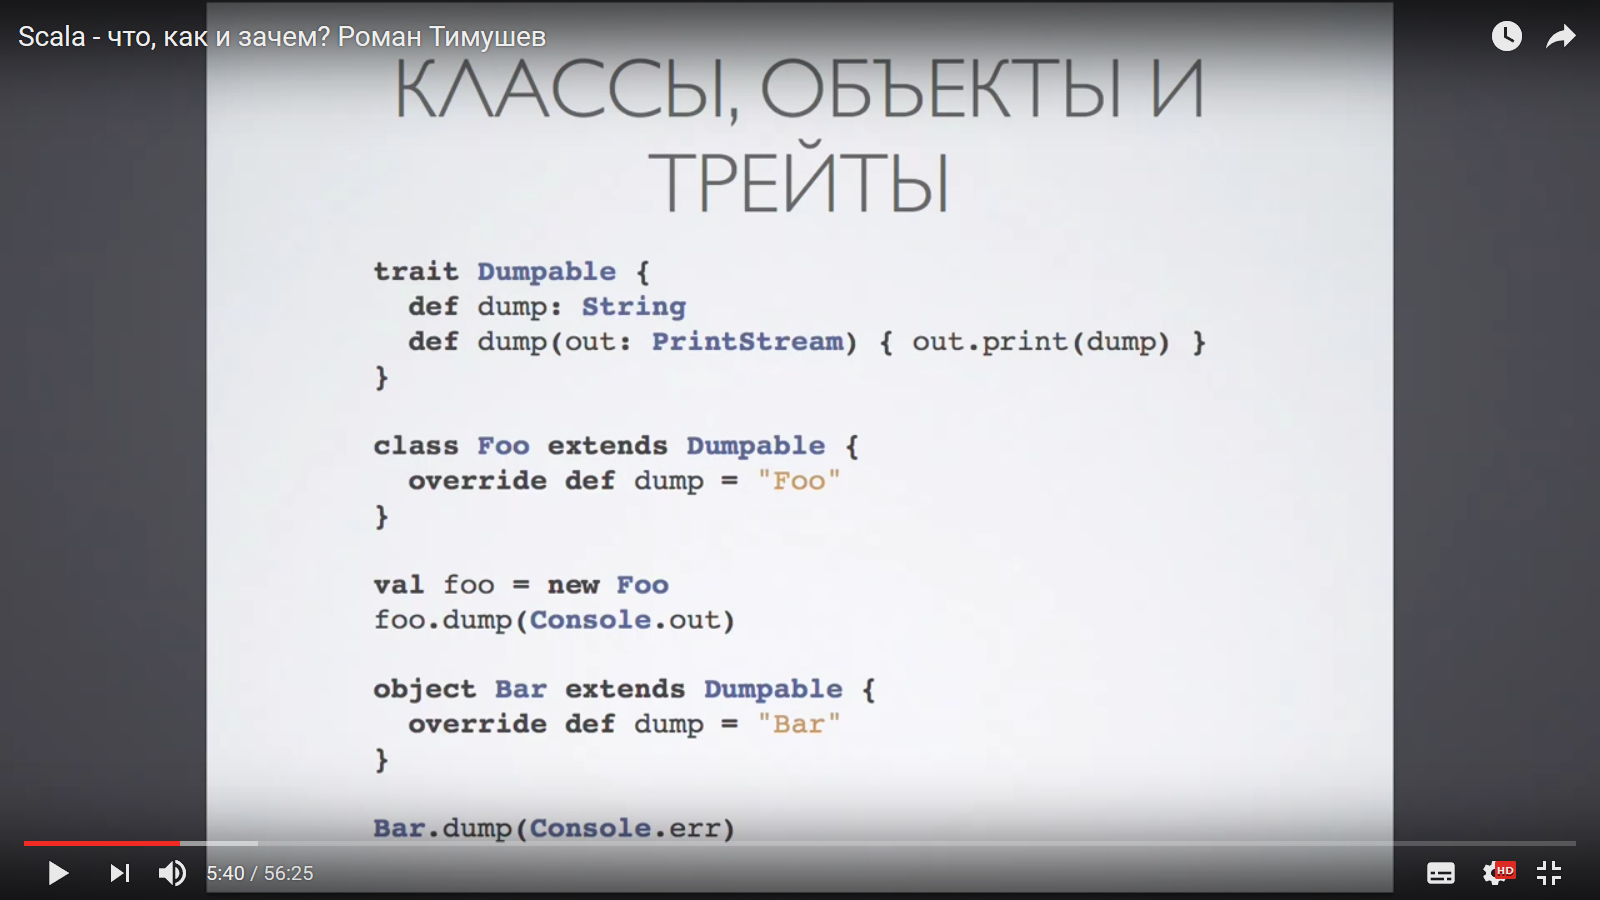 Scala - что, как и зачем? Роман Тимушев
КЛАССЫ, ОБЪЕКТЫ И
ТРЕЙТЫ
trait Dumpable {
  def dump: String
  def dump(out: PrintStream) { out.print(dump) }
}
class Foo extends Dumpable {
  override def dump = "Foo"
}
val foo = new Foo
foo.dump(Console.out)
object Bar extends Dumpable {
  override def dump = "Bar"
}
Bar.dump(Console.err)
5:40 / 56:25
HD